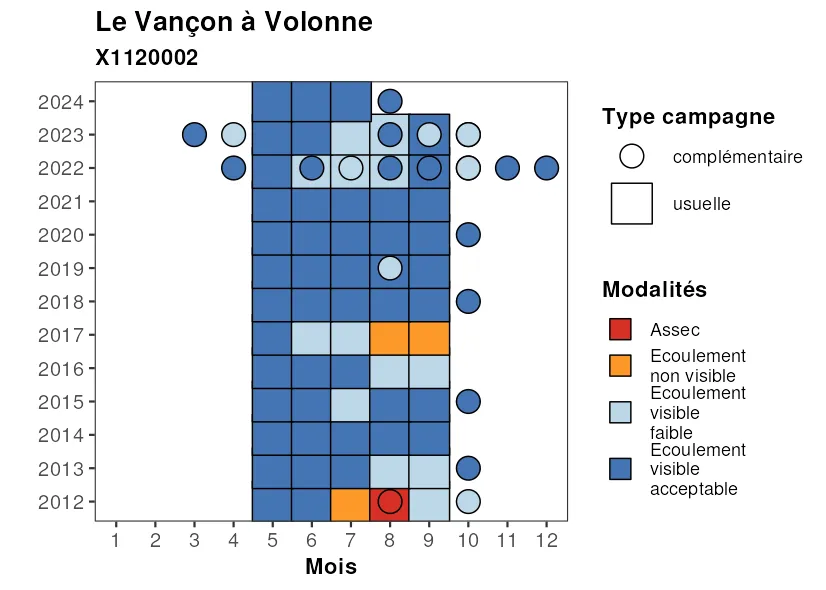 Le Vançon à Volonne
X1120002
2024
2023
2022
2021
2020
2019
2018
2017
2016
2015
2014
2013
2012
1 2 3 4 5 6 7 8 9 10 11 12
Mois
Type campagne
complémentaire
usuelle
Modalités
Assec
Ecoulement
non visible
Ecoulement
visible
faible
Ecoulement
visible
acceptable